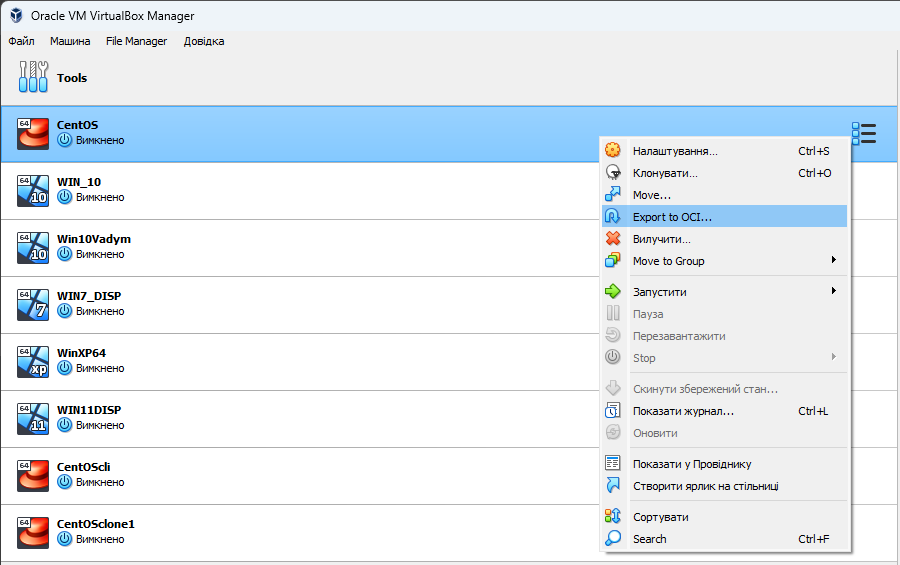 Oracle VM VirtualBox Manager
Файл Машина File Manager Довідка
Tools
64
CentOS
Вимкнено
64
10
WIN_10
Вимкнено
64
10
Win10Vadym
Вимкнено
64
7
WIN7_DISP
Вимкнено
64
xp
WinXP64
Вимкнено
64
11
WIN11DISP
Вимкнено
64
CentOScli
Вимкнено
64
CentOSclone1
Вимкнено
Налаштування... Ctrl+S
Клонувати... Ctrl+O
Move...
Export to OCI...
Вилучити...
Move to Group
Запустити
Пауза
Перезавантажити
Stop
Скинути збережений стан...
Показати журнал... Ctrl+L
Оновити
Показати у Провіднику
Створити ярлик на стільниці
Сортувати
Search Ctrl+F